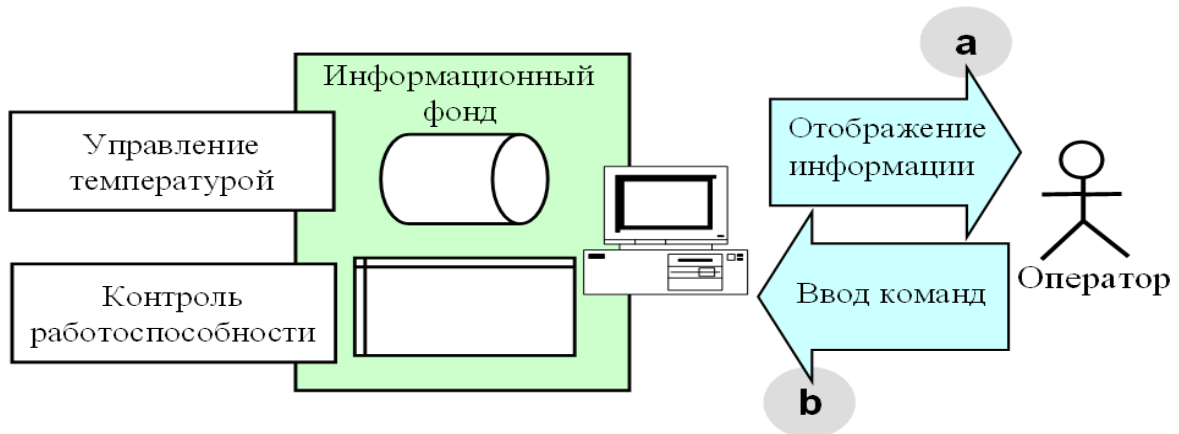 a
Информационный
фонд
Управление
температурой
Отображение
информации
Контроль
работоспособности
Ввод команд
Оператор
b